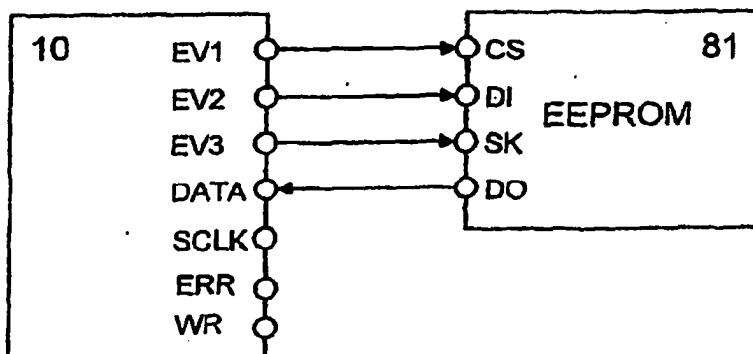 10
EV1
EV2
EV3
DATA
SCLK
ERR
WR
81
CS
DI
EEPROM
SK
DO